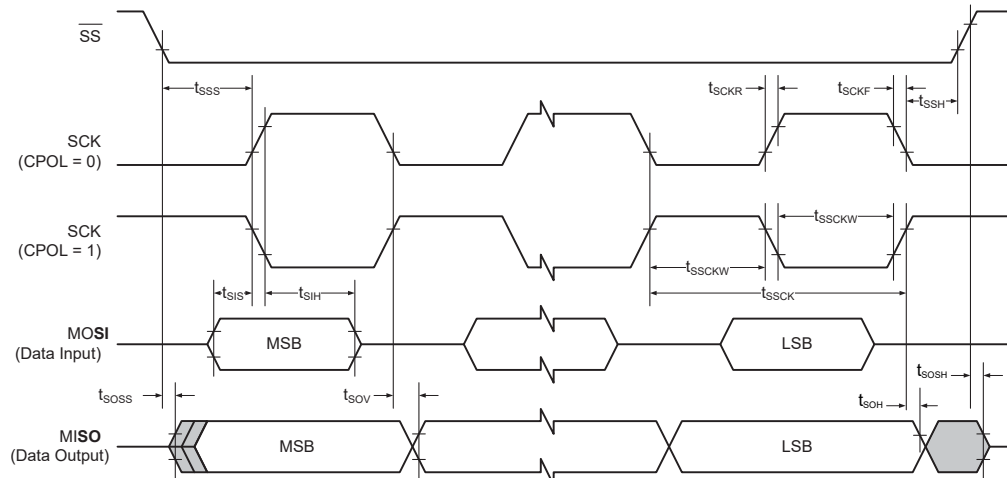 SS
tSSS
tSCKR
tSCKF
tSSH
SCK
(CPOL = 0)
SCK
(CPOL = 1)
tSSCKW
tSSCKW
tSSCK
tSIS
tSIH
MOSI
(Data Input)
MSB
LSB
tSOSS
tSOV
tSOH
tSOSH
MISO
(Data Output)
MSB
LSB